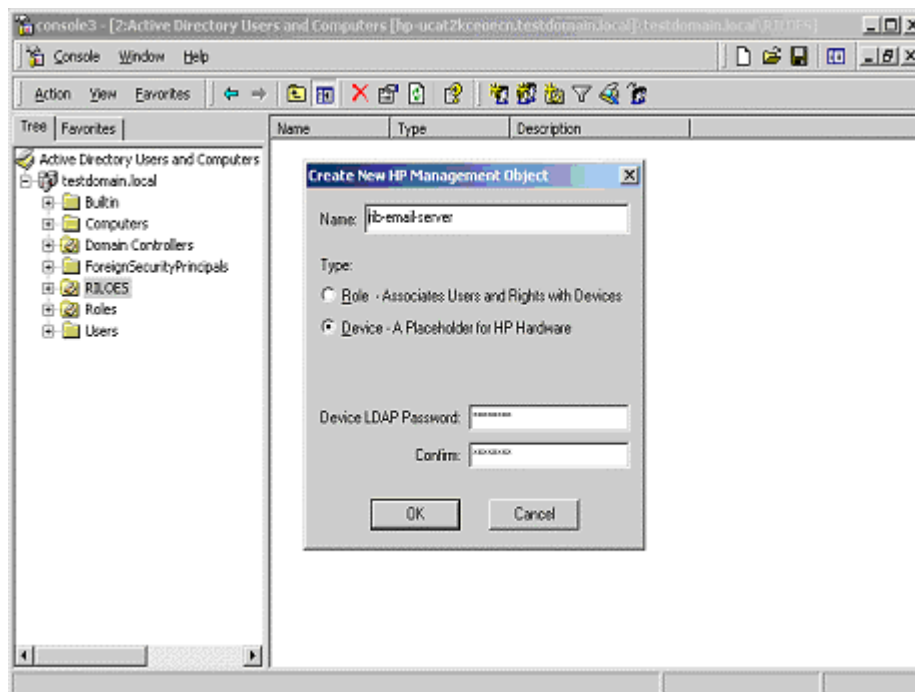 console3 - [2:Active Directory Users and Computers [hp-ucat2kceoecn.testdomain.local]\testdomain.local\RILOES]
Console Window Help
Action View Favorites
Tree Favorites
Name Type Description
Active Directory Users and Computers
testdomain.local
Builtin
Computers
Domain Controllers
ForeignSecurityPrincipals
RILOES
Roles
Users
Create New HP Management Object
Name: rib-email-server
Type:
Role - Associates Users and Rights with Devices
Device - A Placeholder for HP Hardware
Device LDAP Password: ********
Confirm: ********
OK Cancel